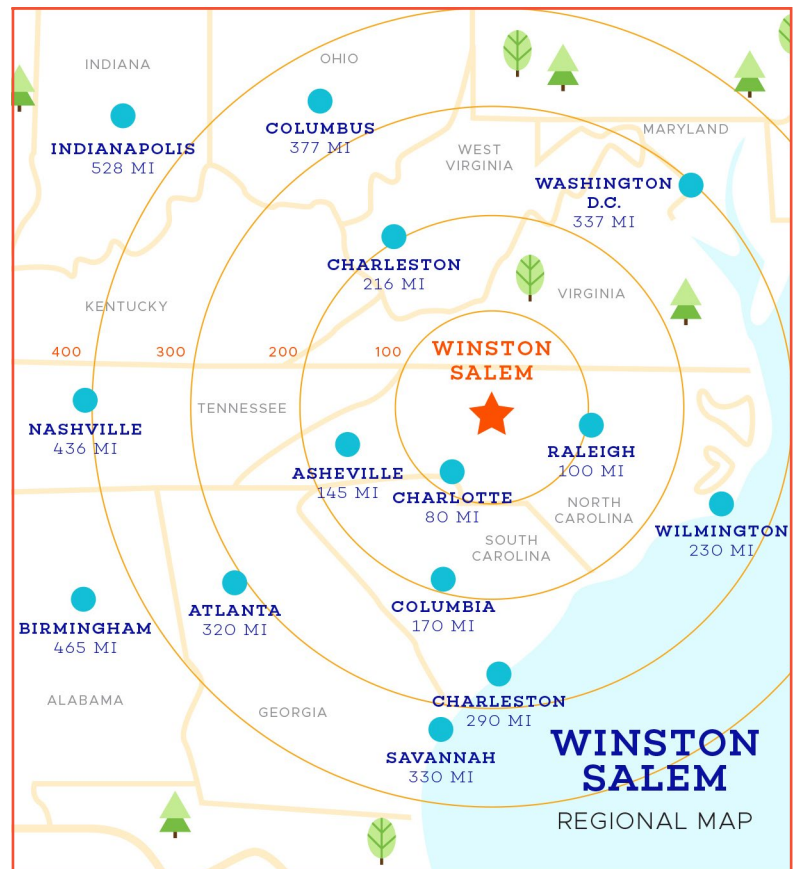 INDIANA
OHIO
INDIANAPOLIS
528 MI
COLUMBUS
377 MI
WEST
VIRGINIA
MARYLAND
WASHINGTON
D.C.
337 MI
CHARLESTON
216 MI
KENTUCKY
VIRGINIA
400
300
200
100
WINSTON
SALEM
NASHVILLE
436 MI
TENNESSEE
ASHEVILLE
145 MI
CHARLOTTE
80 MI
RALEIGH
100 MI
NORTH
CAROLINA
SOUTH
CAROLINA
WILMINGTON
230 MI
BIRMINGHAM
465 MI
ATLANTA
320 MI
COLUMBIA
170 MI
ALABAMA
GEORGIA
CHARLESTON
290 MI
SAVANNAH
330 MI
WINSTON
SALEM
REGIONAL MAP